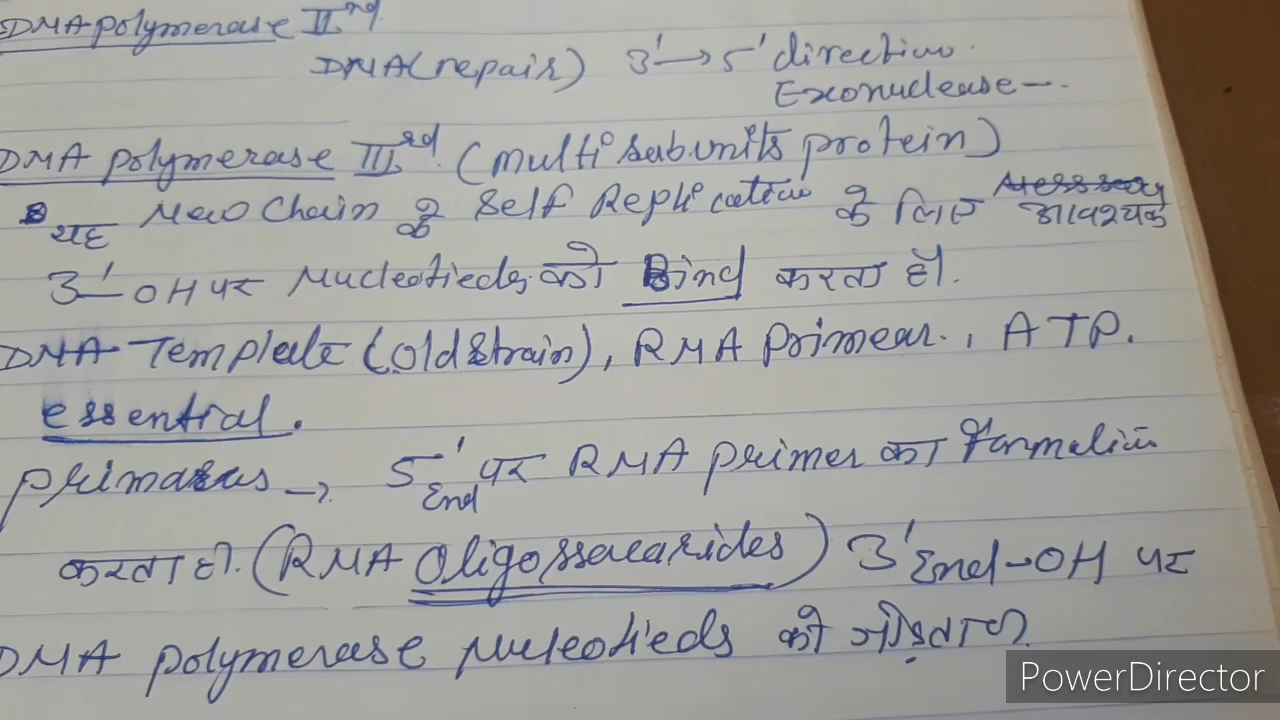 DNA polymerase II rd
DNA (repair) 3'→5' direction
Exonuclease -
DNA polymerase III rd. (multi subunits protein)
यह New Chain के Self Replication के लिए आवश्यक
3'-OH पर Nucleotieds को Bind करता है.
DNA Template (Old strain), RNA Primear., ATP.
essential.
primases → 5' End पर RNA primer का Formation
करता है. (RNA Oligossacarides) 3' End-OH पर
DNA polymerase Nucleotieds को जोड़ता है.
PowerDirector